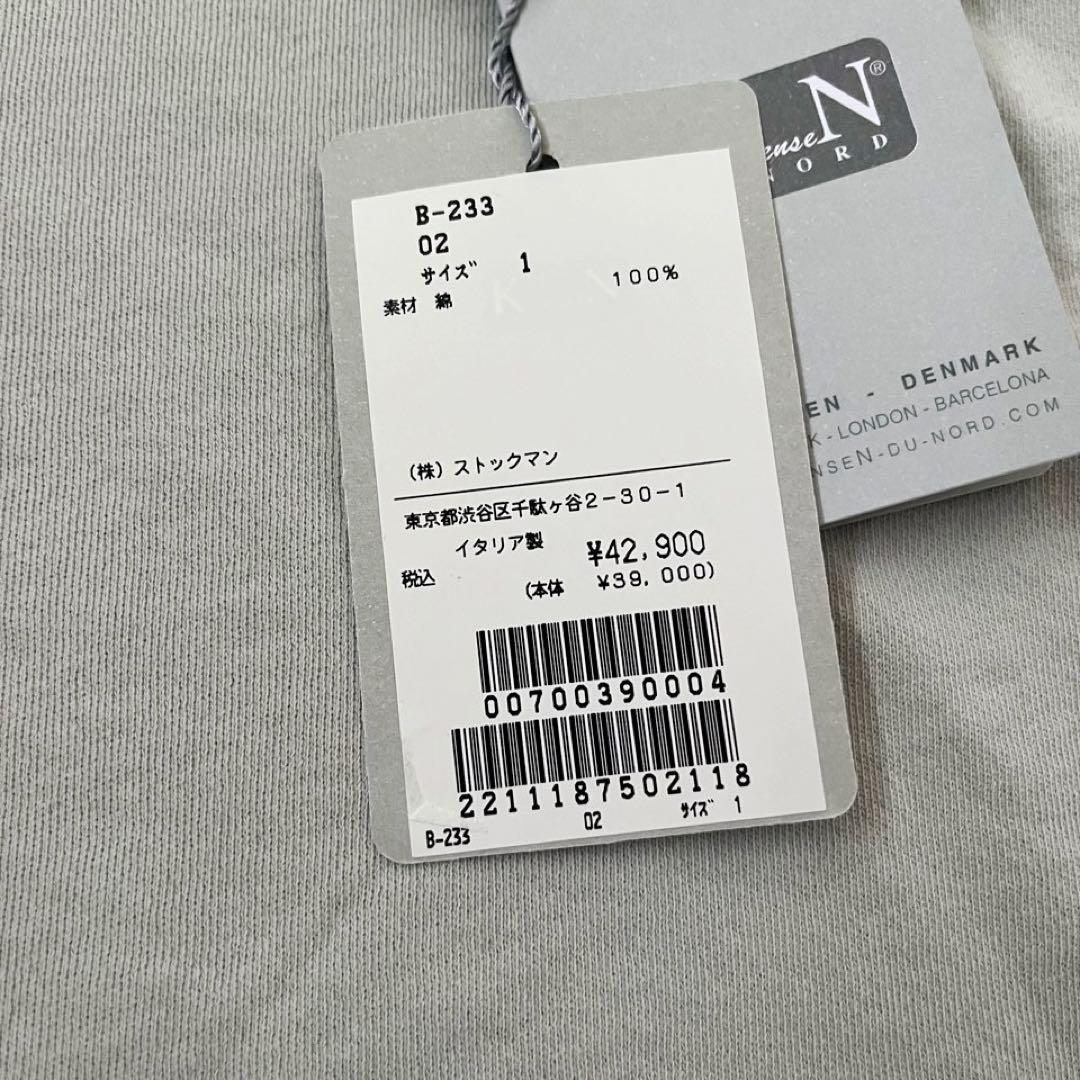 B-233
02
サイズ 1
素材 綿 100%
(株)ストックマン
東京都渋谷区千駄ヶ谷2-30-1
イタリア製 ¥42,900
税込 (本体 ¥39,000)
00700390004
2211187502118
B-233 02 サイズ 1
N®
NORD
- DENMARK
- LONDON - BARCELONA
-DU-NORD.COM